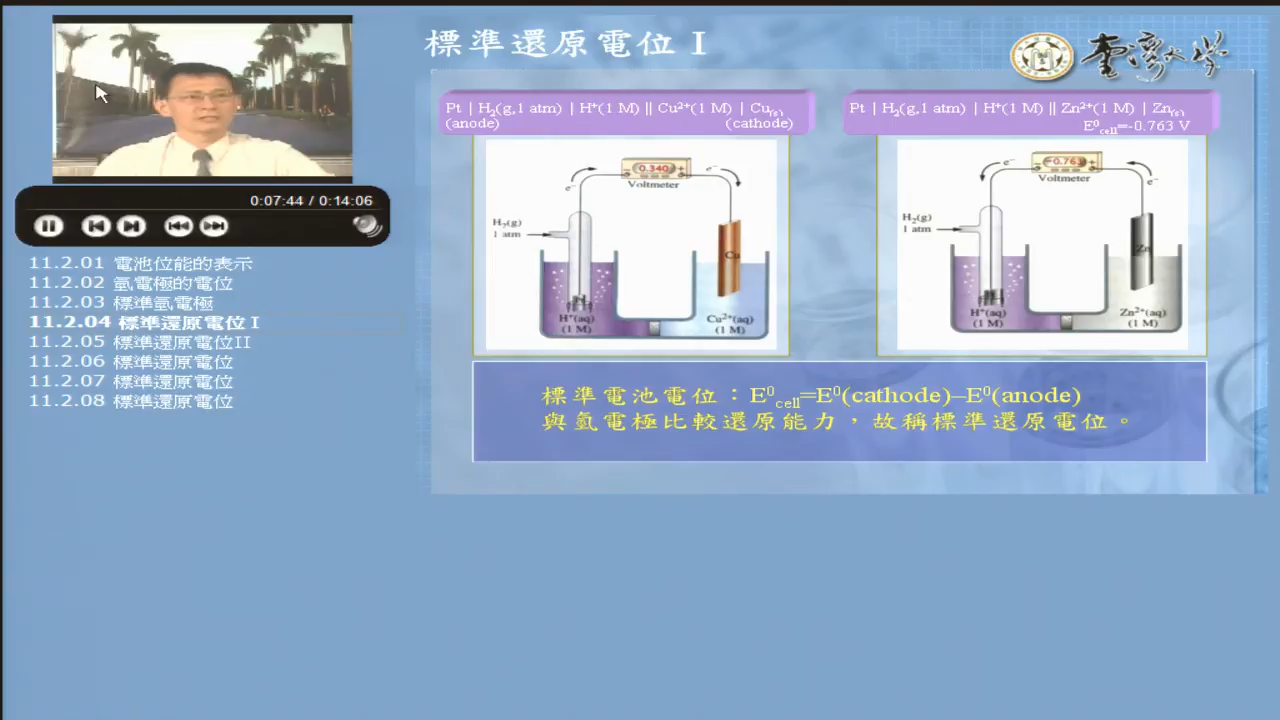 標準還原電位 I
臺灣大學
Pt | H₂(g,1 atm) | H⁺(1 M) || Cu²⁺(1 M) | Cu(s)
(anode) (cathode)
Pt | H₂(g,1 atm) | H⁺(1 M) || Zn²⁺(1 M) | Zn(s)
E⁰cell=-0.763 V
0.340
+
e⁻
e⁻
Voltmeter
H₂(g)
1 atm
Cu
H⁺(aq)
(1 M)
Cu²⁺(aq)
(1 M)
-0.763
+
e⁻
e⁻
Voltmeter
H₂(g)
1 atm
Zn
H⁺(aq)
(1 M)
Zn²⁺(aq)
(1 M)
標準電池電位：E⁰cell=E⁰(cathode)–E⁰(anode)
與氫電極比較還原能力，故稱標準還原電位。
0:07:44 / 0:14:06
11.2.01 電池位能的表示
11.2.02 氫電極的電位
11.2.03 標準氫電極
11.2.04 標準還原電位I
11.2.05 標準還原電位II
11.2.06 標準還原電位
11.2.07 標準還原電位
11.2.08 標準還原電位